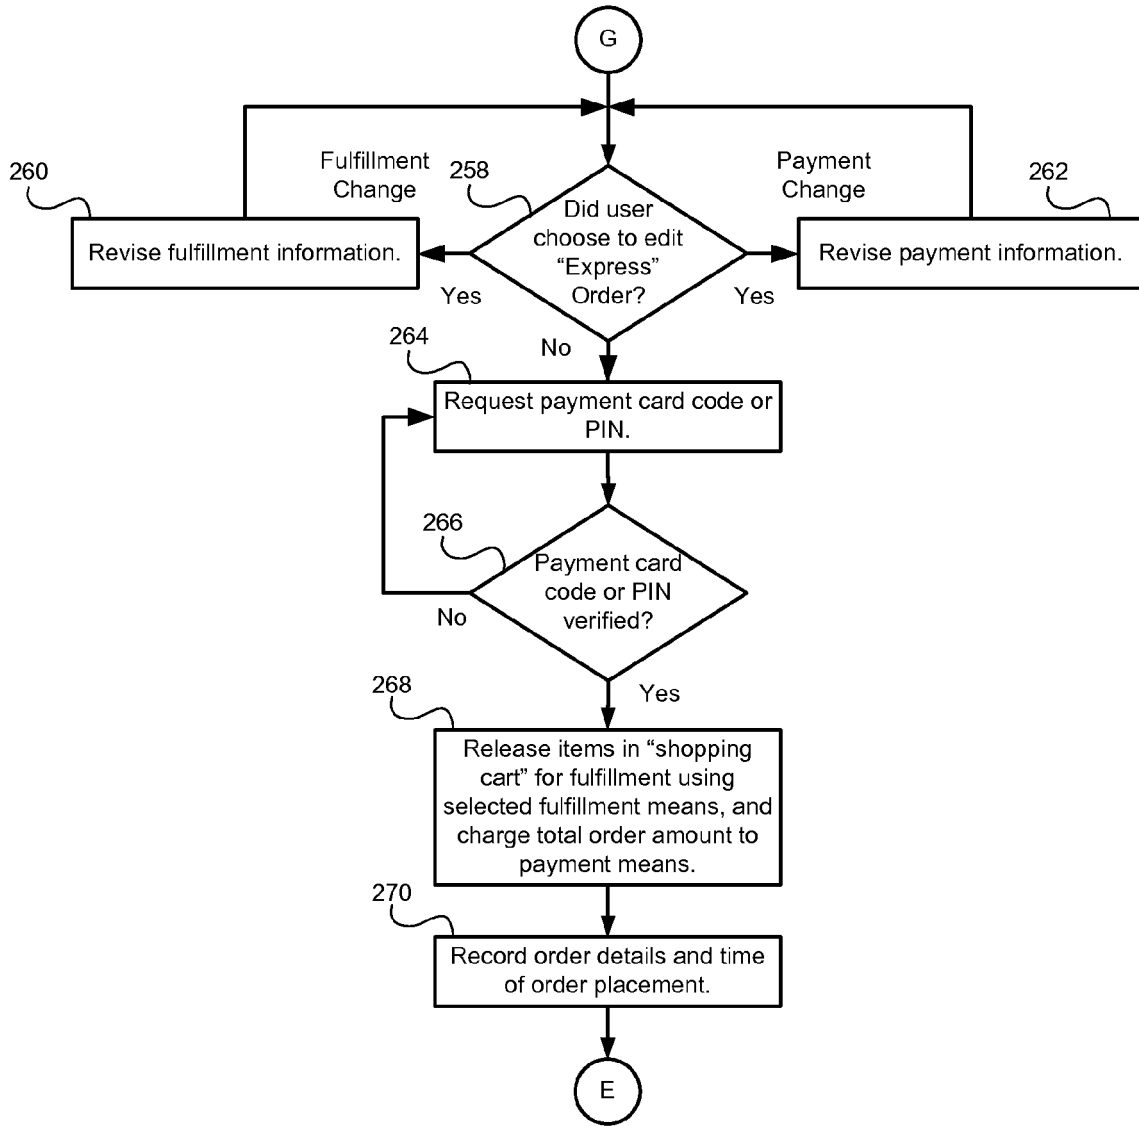 G
Fulfillment
Change
Payment
Change
260
258
262
Did user
choose to edit
“Express”
Order?
Revise fulfillment information.
Revise payment information.
Yes
Yes
No
264
Request payment card code or
PIN.
266
Payment card
code or PIN
verified?
No
Yes
268
Release items in “shopping
cart” for fulfillment using
selected fulfillment means, and
charge total order amount to
payment means.
270
Record order details and time
of order placement.
E